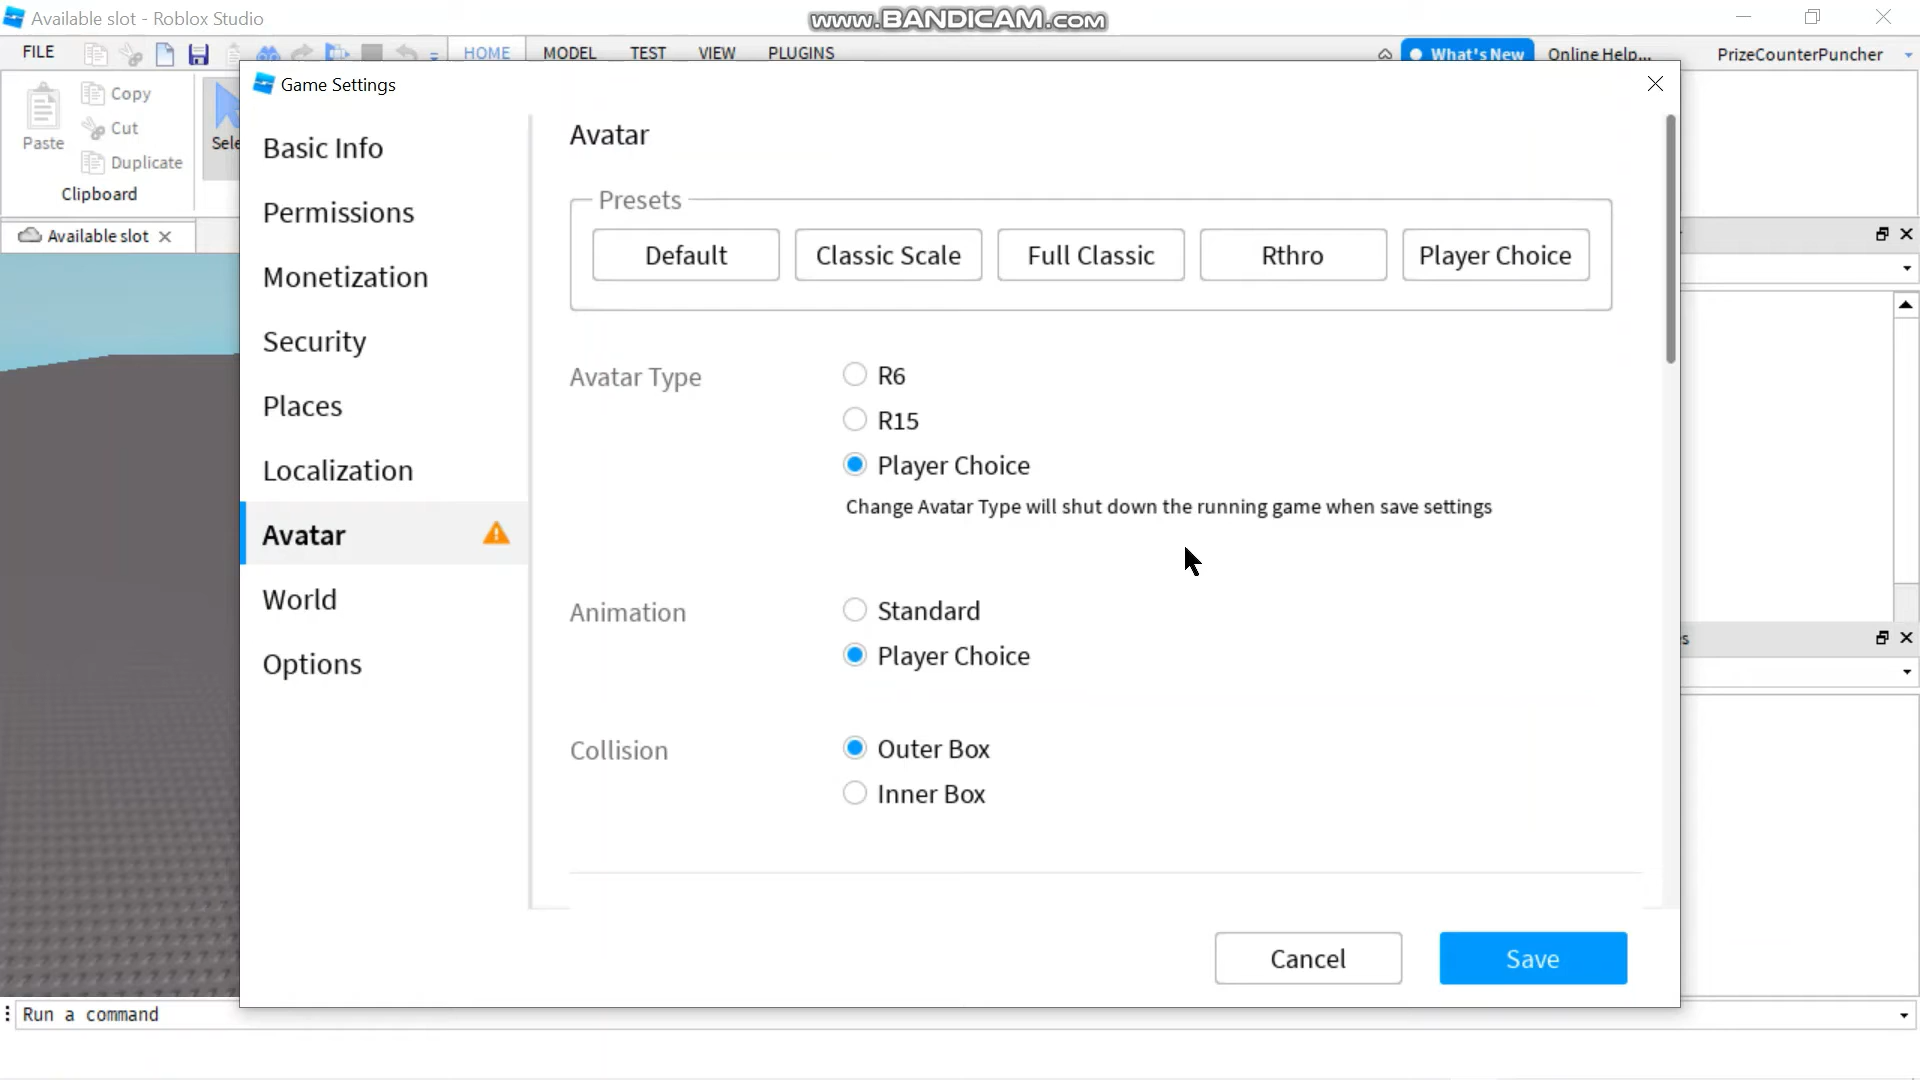 Available slot - Roblox Studio
www.BANDICAM.com
FILE
HOME
MODEL
TEST
VIEW
PLUGINS
What's New
Online Help...
PrizeCounterPuncher
Paste
Copy
Cut
Duplicate
Clipboard
Sele
Available slot
Game Settings
Basic Info
Permissions
Monetization
Security
Places
Localization
Avatar
World
Options
Avatar
Presets
Default
Classic Scale
Full Classic
Rthro
Player Choice
Avatar Type
R6
R15
Player Choice
Change Avatar Type will shut down the running game when save settings
Animation
Standard
Player Choice
Collision
Outer Box
Inner Box
Cancel
Save
Run a command